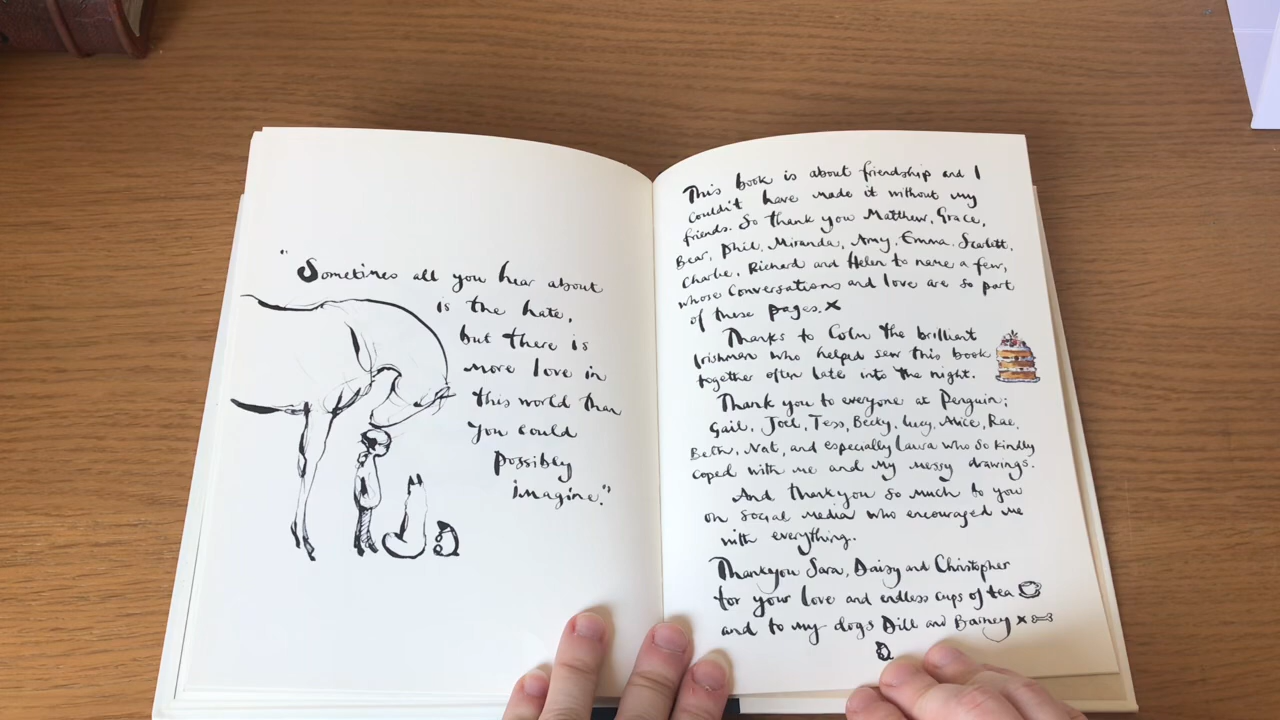 "Sometimes all you hear about
is the hate,
but there is
more love in
this world than
you could
possibly
imagine."
This book is about friendship and I
couldn't have made it without my
friends. So thank you Matthew, Grace,
Bear, Phil, Miranda, Amy, Emma, Scarlett,
Charlie, Richard and Helen to name a few,
whose conversations and love are so part
of these pages. x
Thanks to Colm the brilliant
Irishman who helped sew this book
together often late into the night.
Thank you to everyone at Penguin;
Gail, Joel, Tess, Becky, Lucy, Alice, Rae,
Beth, Nat, and especially Laura who so kindly
coped with me and my messy drawings.
And thankyou so much to you
on social media who encouraged me
with everything.
Thankyou Sara, Daisy and Christopher
for your love and endless cups of tea
and to my dogs Dill and Barney x